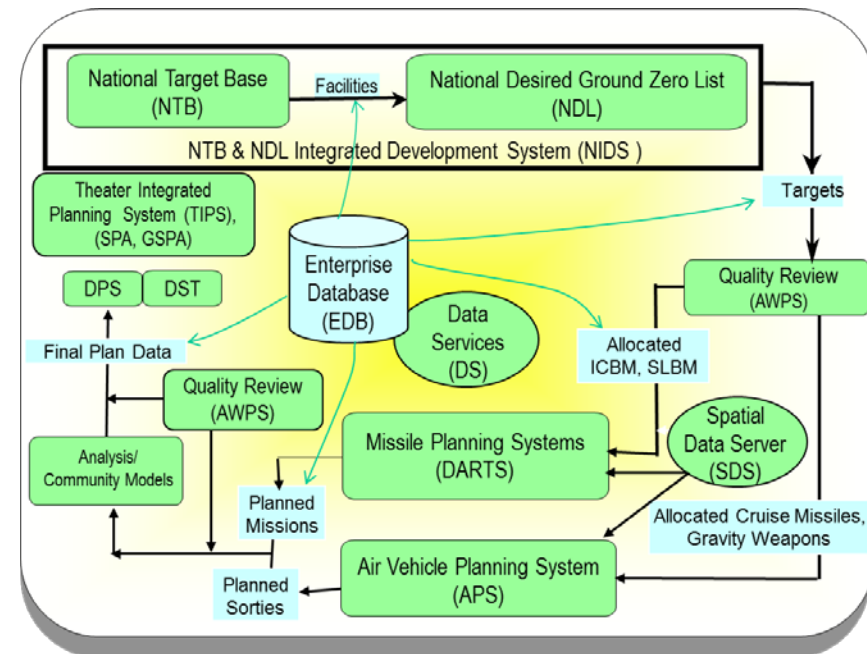 National Target Base
(NTB)
Facilities
National Desired Ground Zero List
(NDL)
NTB & NDL Integrated Development System (NIDS )
Theater Integrated
Planning System (TIPS),
(SPA, GSPA)
Targets
Enterprise
Database
(EDB)
Quality Review
(AWPS)
DPS
DST
Data
Services
(DS)
Final Plan Data
Allocated
ICBM, SLBM
Quality Review
(AWPS)
Spatial
Data Server
(SDS)
Missile Planning Systems
(DARTS)
Analysis/
Community Models
Planned
Missions
Allocated Cruise Missiles,
Gravity Weapons
Air Vehicle Planning System
(APS)
Planned
Sorties